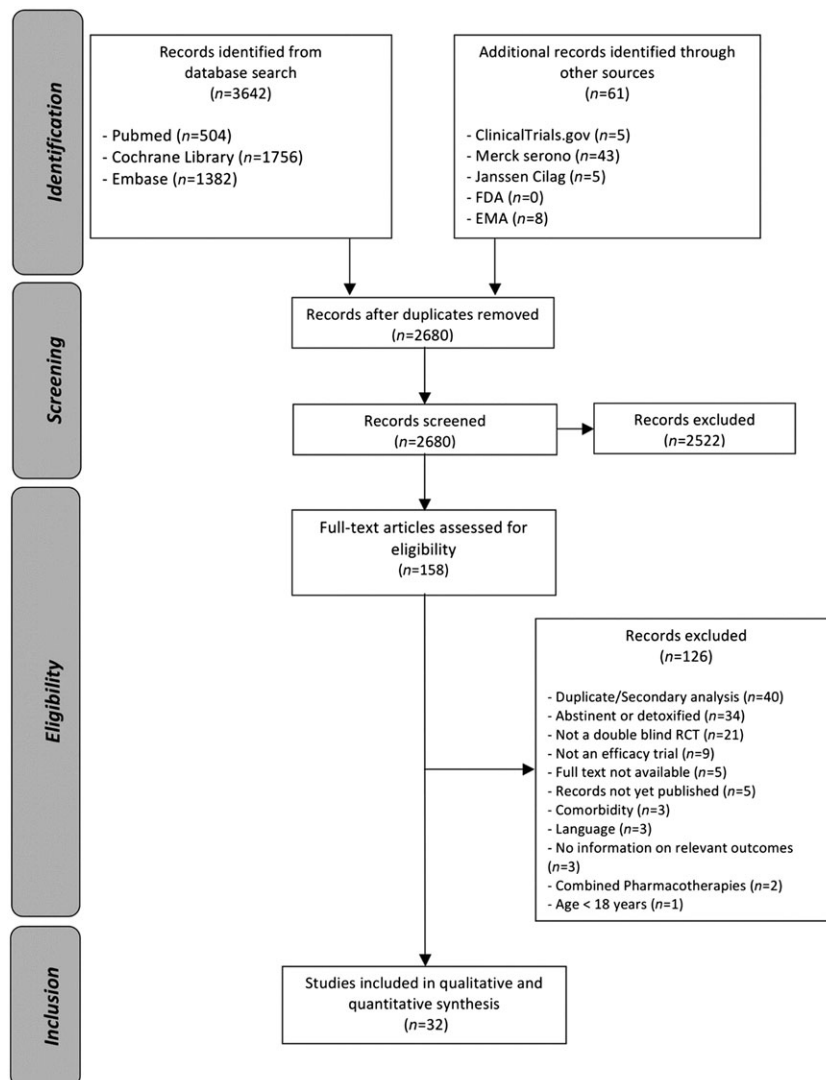 Identification
Records identified from
database search
(n=3642)
- Pubmed (n=504)
- Cochrane Library (n=1756)
- Embase (n=1382)
Additional records identified through
other sources
(n=61)
- ClinicalTrials.gov (n=5)
- Merck serono (n=43)
- Janssen Cilag (n=5)
- FDA (n=0)
- EMA (n=8)
Screening
Records after duplicates removed
(n=2680)
Records screened
(n=2680)
Records excluded
(n=2522)
Eligibility
Full-text articles assessed for
eligibility
(n=158)
Records excluded
(n=126)
- Duplicate/Secondary analysis (n=40)
- Abstinent or detoxified (n=34)
- Not a double blind RCT (n=21)
- Not an efficacy trial (n=9)
- Full text not available (n=5)
- Records not yet published (n=5)
- Comorbidity (n=3)
- Language (n=3)
- No information on relevant outcomes
(n=3)
- Combined Pharmacotherapies (n=2)
- Age < 18 years (n=1)
Inclusion
Studies included in qualitative and
quantitative synthesis
(n=32)